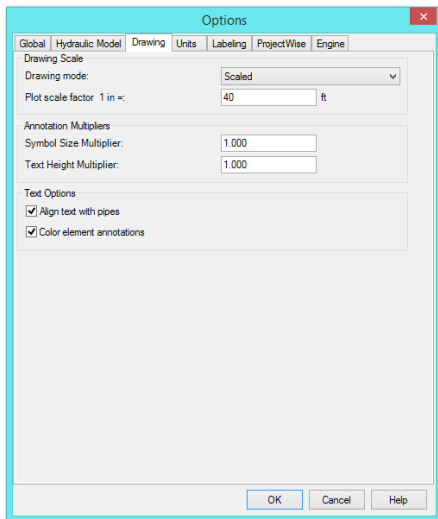 Options
Global Hydraulic Model Drawing Units Labeling ProjectWise Engine
Drawing Scale
Drawing mode: Scaled
Plot scale factor 1 in =: 40 ft
Annotation Multipliers
Symbol Size Multiplier: 1.000
Text Height Multiplier: 1.000
Text Options
Align text with pipes
Color element annotations
OK Cancel Help